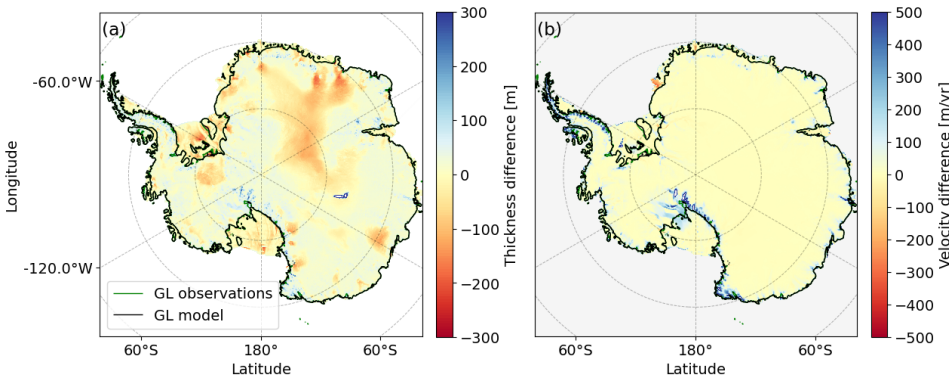 (a)
-60.0°W
-120.0°W
Longitude
GL observations
GL model
60°S
180°
60°S
Latitude
300
200
100
0
−100
−200
−300
Thickness difference [m]
(b)
60°S
180°
60°S
Latitude
500
400
300
200
100
0
−100
−200
−300
−400
−500
Velocity difference [m/yr]